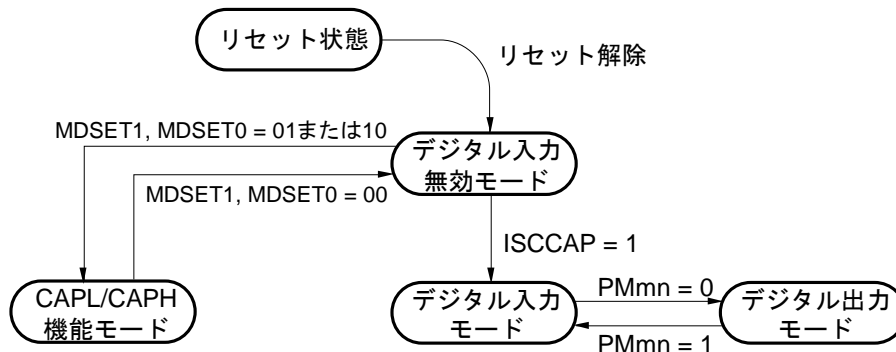 リセット状態
リセット解除
MDSET1, MDSET0 = 01または10
デジタル入力
無効モード
MDSET1, MDSET0 = 00
ISCCAP = 1
CAPL/CAPH
機能モード
デジタル入力
モード
PMmn = 0
PMmn = 1
デジタル出力
モード